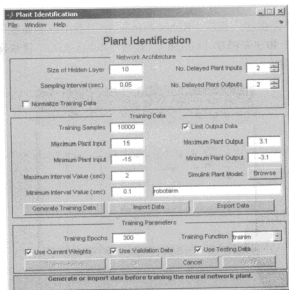 Plant Identification
File Window Help
Plant Identification
Network Architecture
Size of Hidden Layer 10 No. Delayed Plant Inputs 2
Sampling Interval (sec) 0.05 No. Delayed Plant Outputs 2
Normalize Training Data
Training Data
Training Samples 10000 Limit Output Data
Maximum Plant Input 15 Maximum Plant Output 3.1
Minimum Plant Input -15 Minimum Plant Output -3.1
Maximum Interval Value (sec) 2 Simulink Plant Model: Browse
Minimum Interval Value (sec) 0.1 robotarm
Generate Training Data Import Data Export Data
Training Parameters
Training Epochs 300 Training Function trainlm
Use Current Weights Use Validation Data Use Testing Data
Cancel
Generate or import data before training the neural network plant.